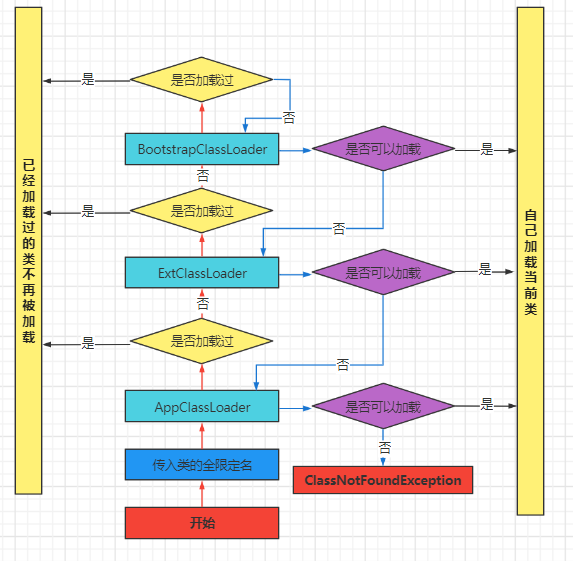 是否加载过
是
否
BootstrapClassLoader
是否可以加载
是
否
是否加载过
是
否
ExtClassLoader
是否可以加载
是
否
是否加载过
是
否
AppClassLoader
是否可以加载
是
否
传入类的全限定名
ClassNotFoundException
开始
已经加载过的类不再被加载
自己加载当前类